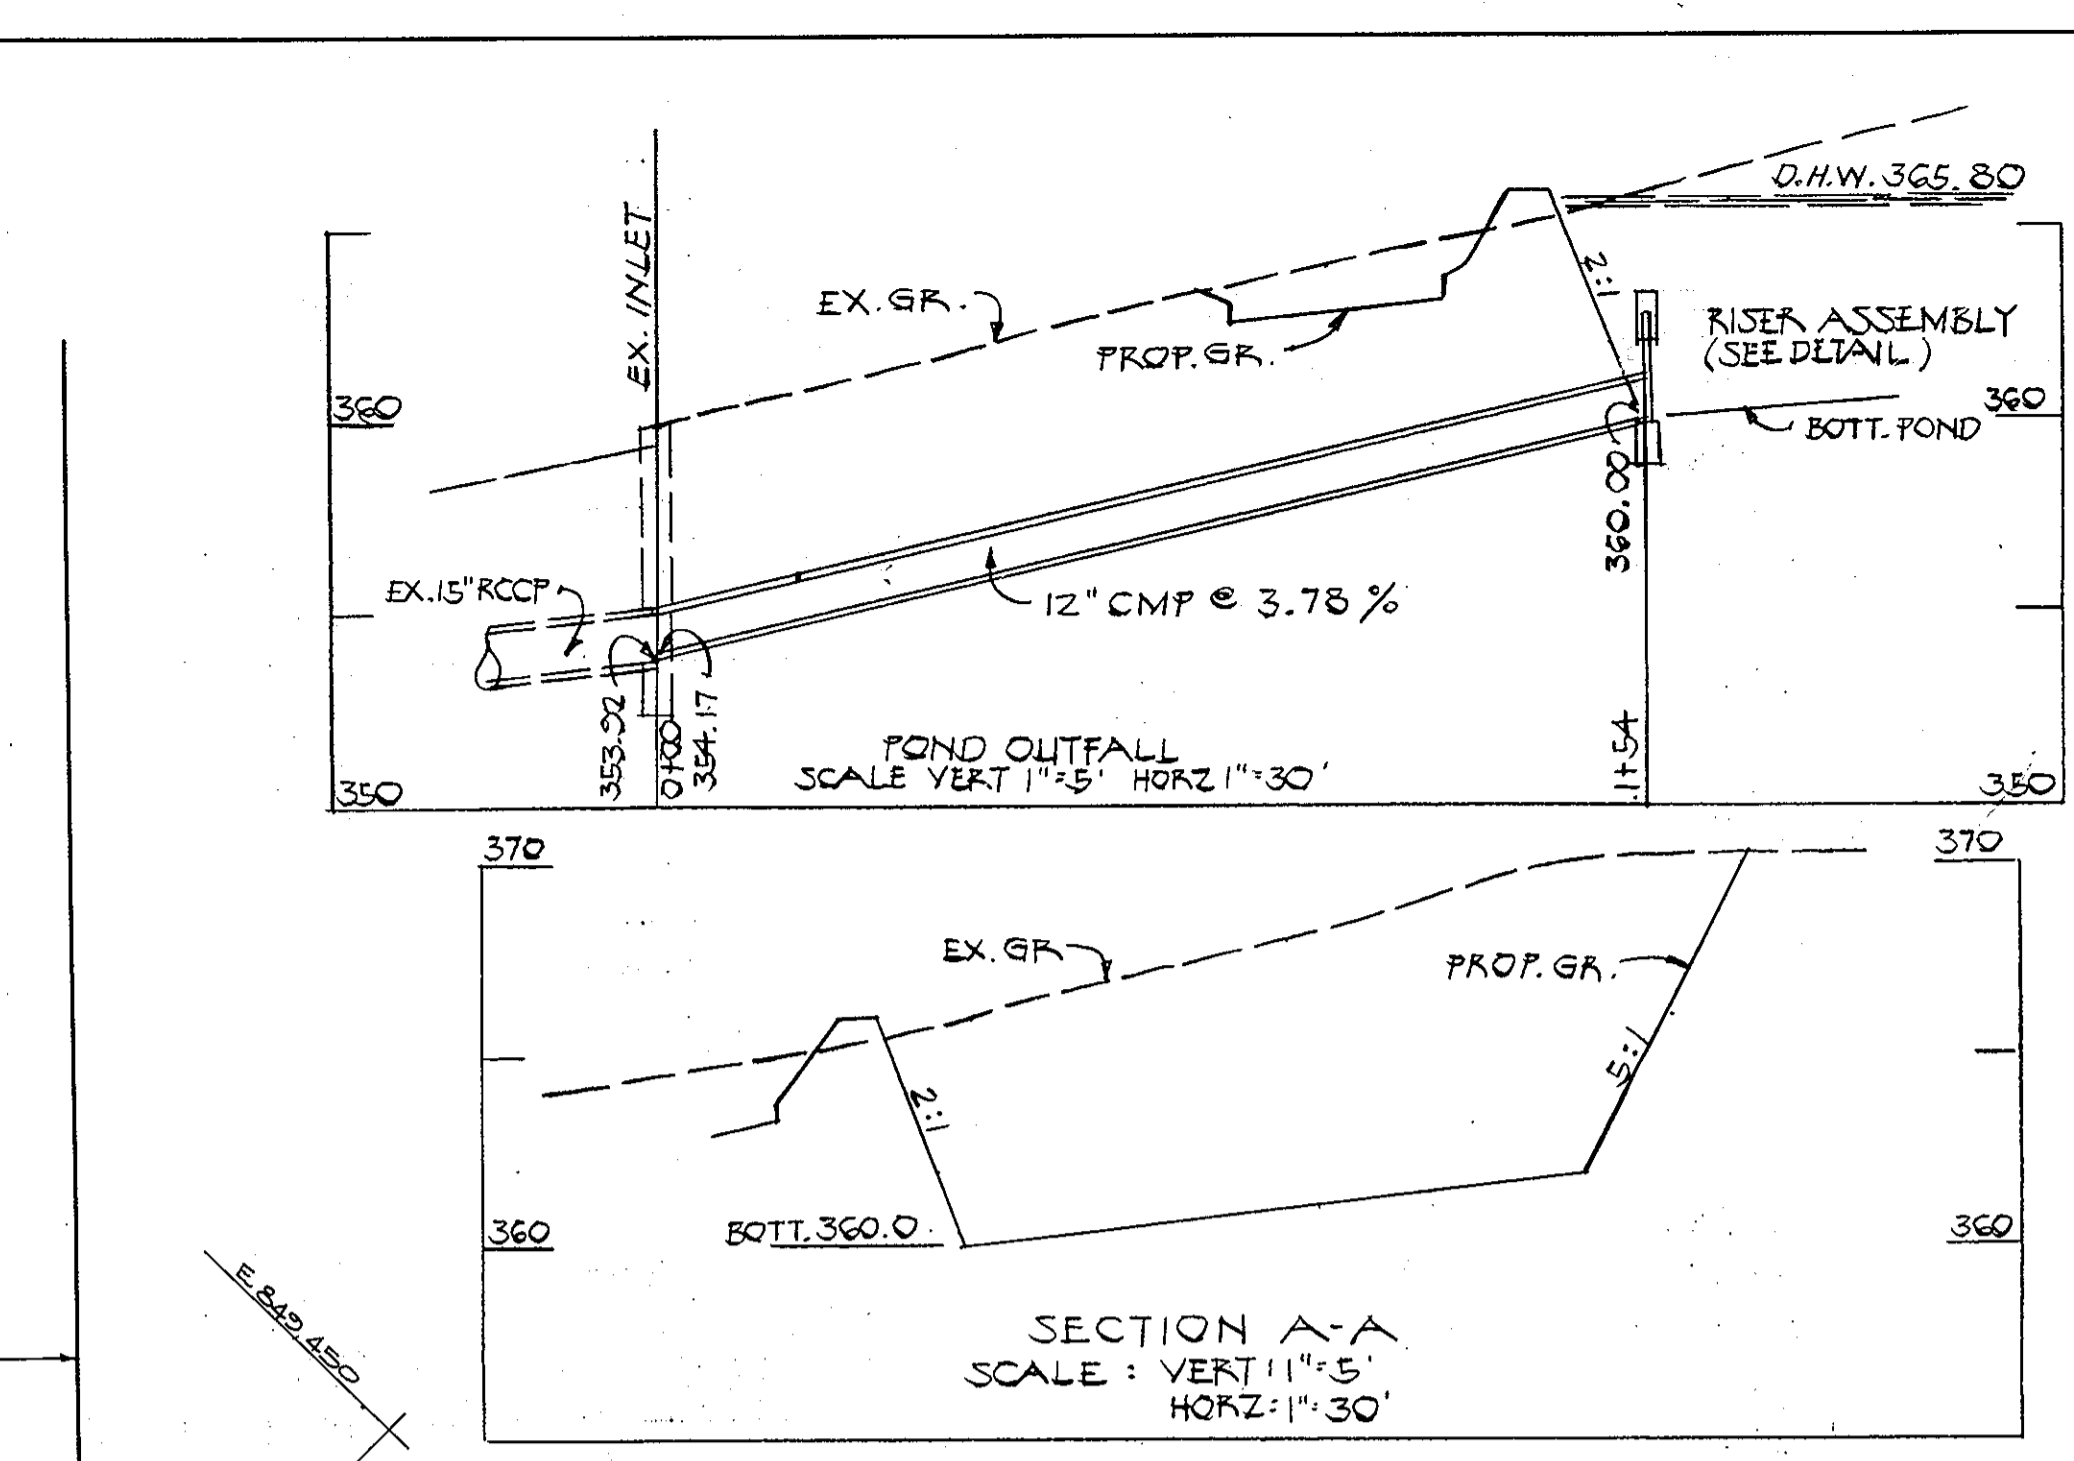 D.H.W. 365.80
EX. INLET
EX. GR.
PROP. GR.
2:1
RISER ASSEMBLY
(SEE DETAIL)
360
360
BOTT. POND
360.00
EX. 15" RCCP
12" CMP @ 3.78 %
353.92
0+00
354.17
1+54
POND OUTFALL
SCALE VERT 1"=5' HORZ 1"=30'
350
350
370
370
EX. GR
PROP. GR.
2:1
5:1
360
BOTT. 360.0
360
E 849,450
SECTION A-A
SCALE : VERT : 1"=5'
HORZ : 1"=30'